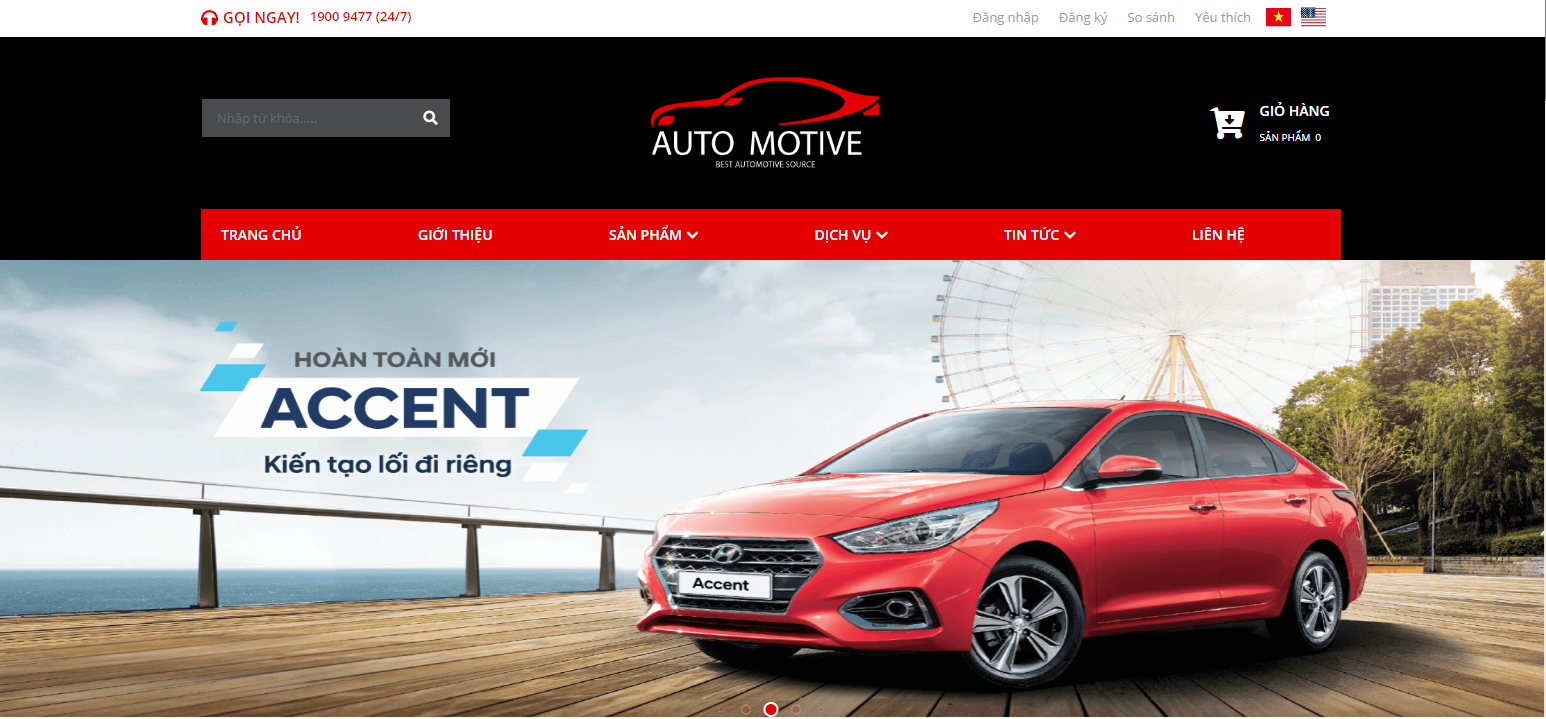 GỌI NGAY! 1900 9477 (24/7)
Đăng nhập Đăng ký So sánh Yêu thích
Nhập từ khóa.....
AUTO MOTIVE
BEST AUTOMOTIVE SOURCE
GIỎ HÀNG
SẢN PHẨM 0
TRANG CHỦ GIỚI THIỆU SẢN PHẨM DỊCH VỤ TIN TỨC LIÊN HỆ
HOÀN TOÀN MỚI
ACCENT
Kiến tạo lối đi riêng
Accent